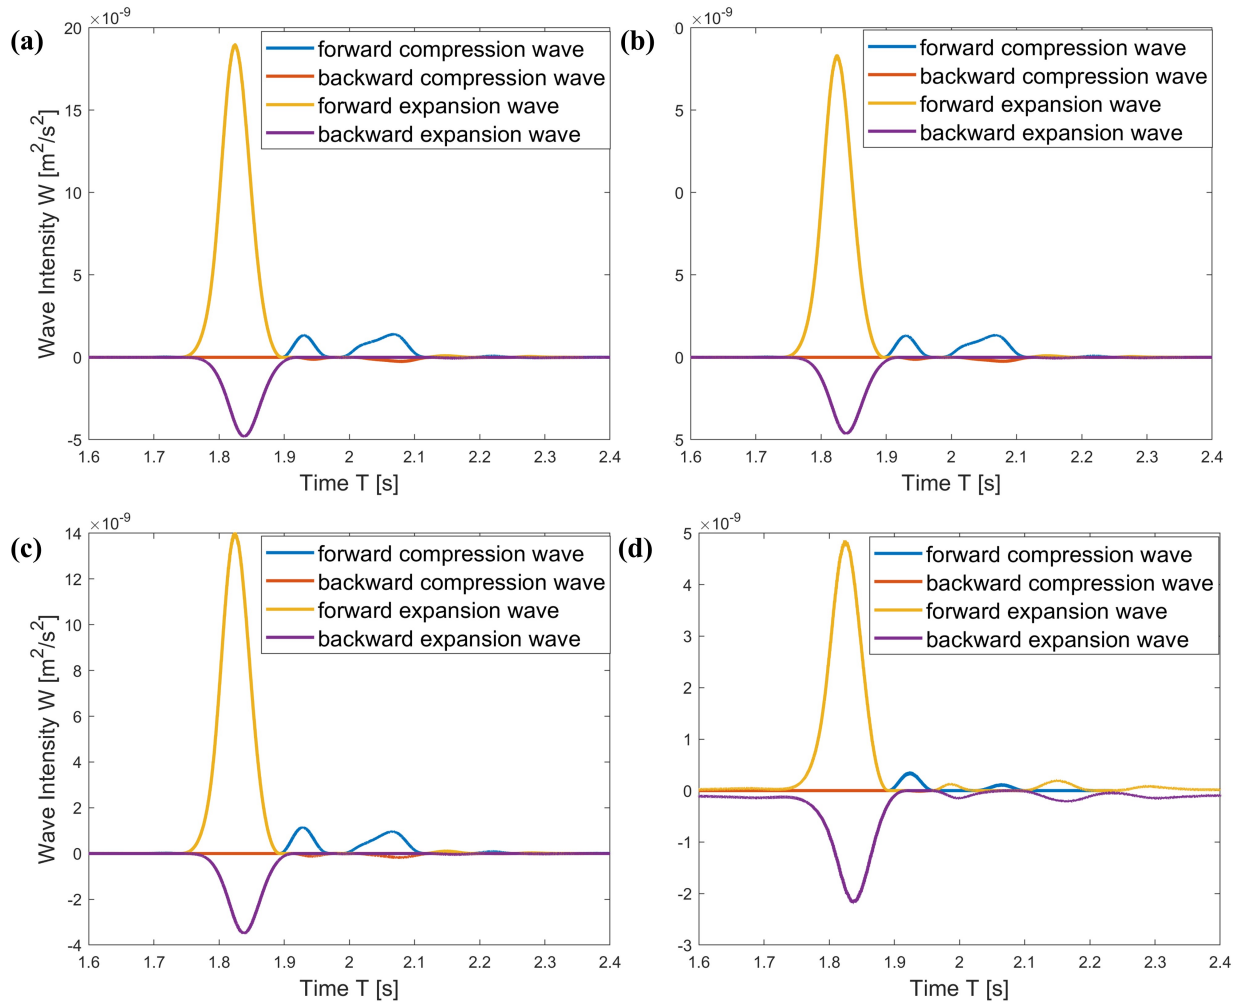 (a)
×10⁻⁹
20
15
10
5
0
-5
1.6 1.7 1.8 1.9 2 2.1 2.2 2.3 2.4
Time T [s]
Wave Intensity W [m²/s²]
forward compression wave
backward compression wave
forward expansion wave
backward expansion wave
(b)
×10⁻⁹
0
5
0
5
0
5
1.6 1.7 1.8 1.9 2 2.1 2.2 2.3 2.4
Time T [s]
forward compression wave
backward compression wave
forward expansion wave
backward expansion wave
(c)
×10⁻⁹
14
12
10
8
6
4
2
0
-2
-4
1.6 1.7 1.8 1.9 2 2.1 2.2 2.3 2.4
Time T [s]
Wave Intensity W [m²/s²]
forward compression wave
backward compression wave
forward expansion wave
backward expansion wave
(d)
×10⁻⁹
5
4
3
2
1
0
-1
-2
-3
1.6 1.7 1.8 1.9 2 2.1 2.2 2.3 2.4
Time T [s]
forward compression wave
backward compression wave
forward expansion wave
backward expansion wave